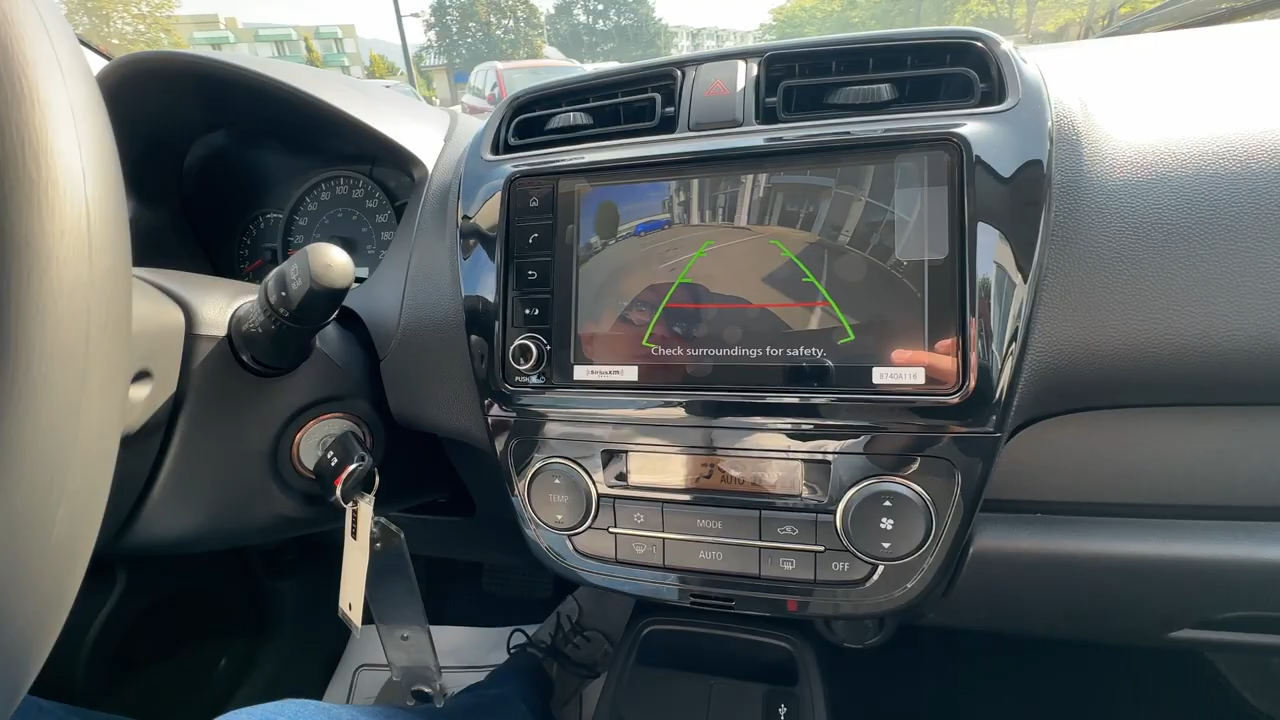 60 80 100 120 140 160 180
40
20
PUSH
Check surroundings for safety.
siriusxm
8740A116
AUTO
TEMP
MODE
AUTO
OFF